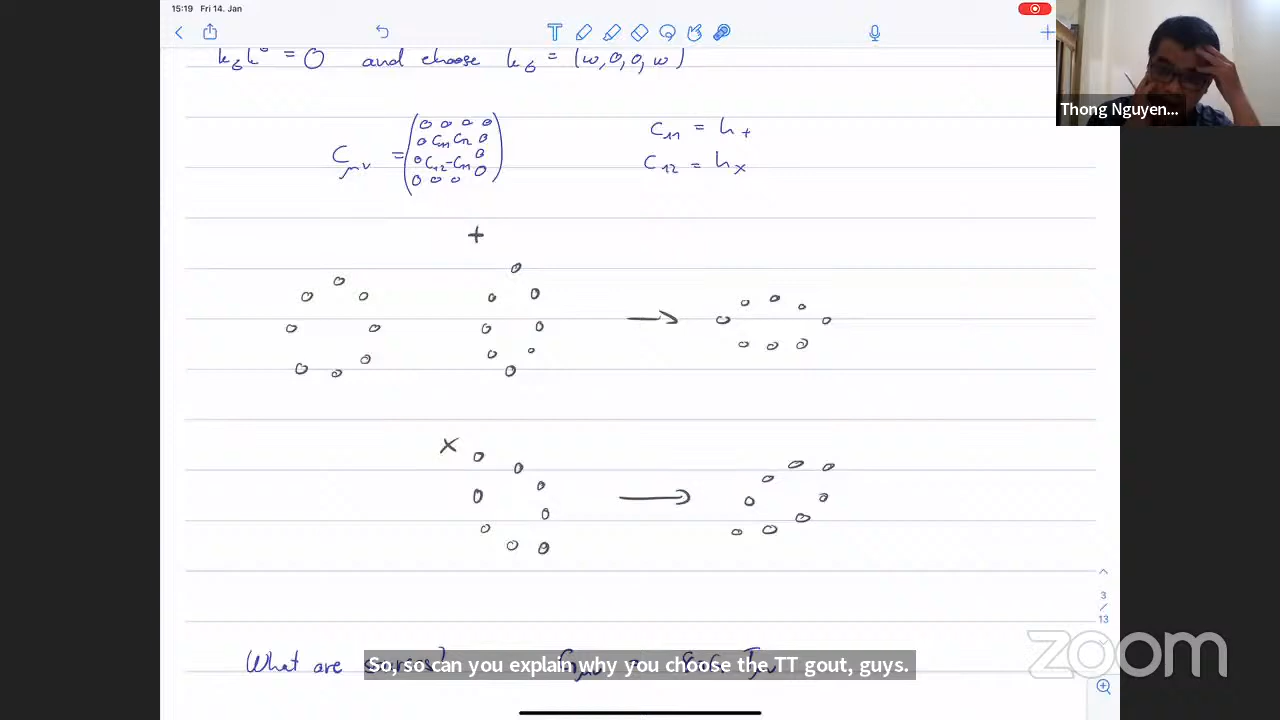 15:19 Fri 14. Jan
and choose k_σ = (ω, 0, 0, ω)
Thong Nguyen...
C_μν = (0 0 0 0
0 C₁₁ C₁₂ 0
0 C₁₂ -C₁₁ 0
0 0 0 0)
C₁₁ = h₊
C₁₂ = hₓ
+
x
3
/
13
What are
So, so can you explain why you choose the TT gout, guys.
zoom